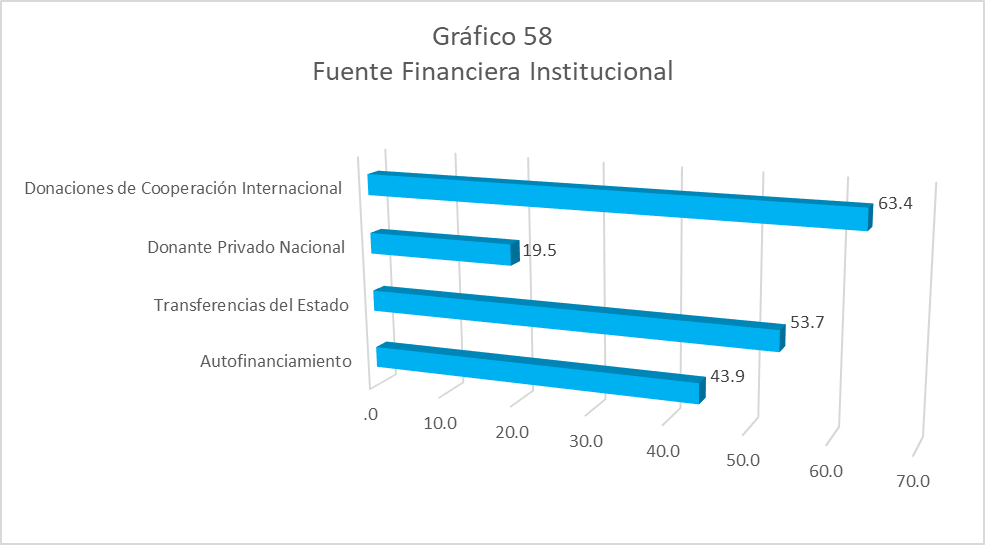 Gráfico 58
Fuente Financiera Institucional
Donaciones de Cooperación Internacional
63.4
Donante Privado Nacional
19.5
Transferencias del Estado
53.7
Autofinanciamiento
43.9
.0
10.0
20.0
30.0
40.0
50.0
60.0
70.0